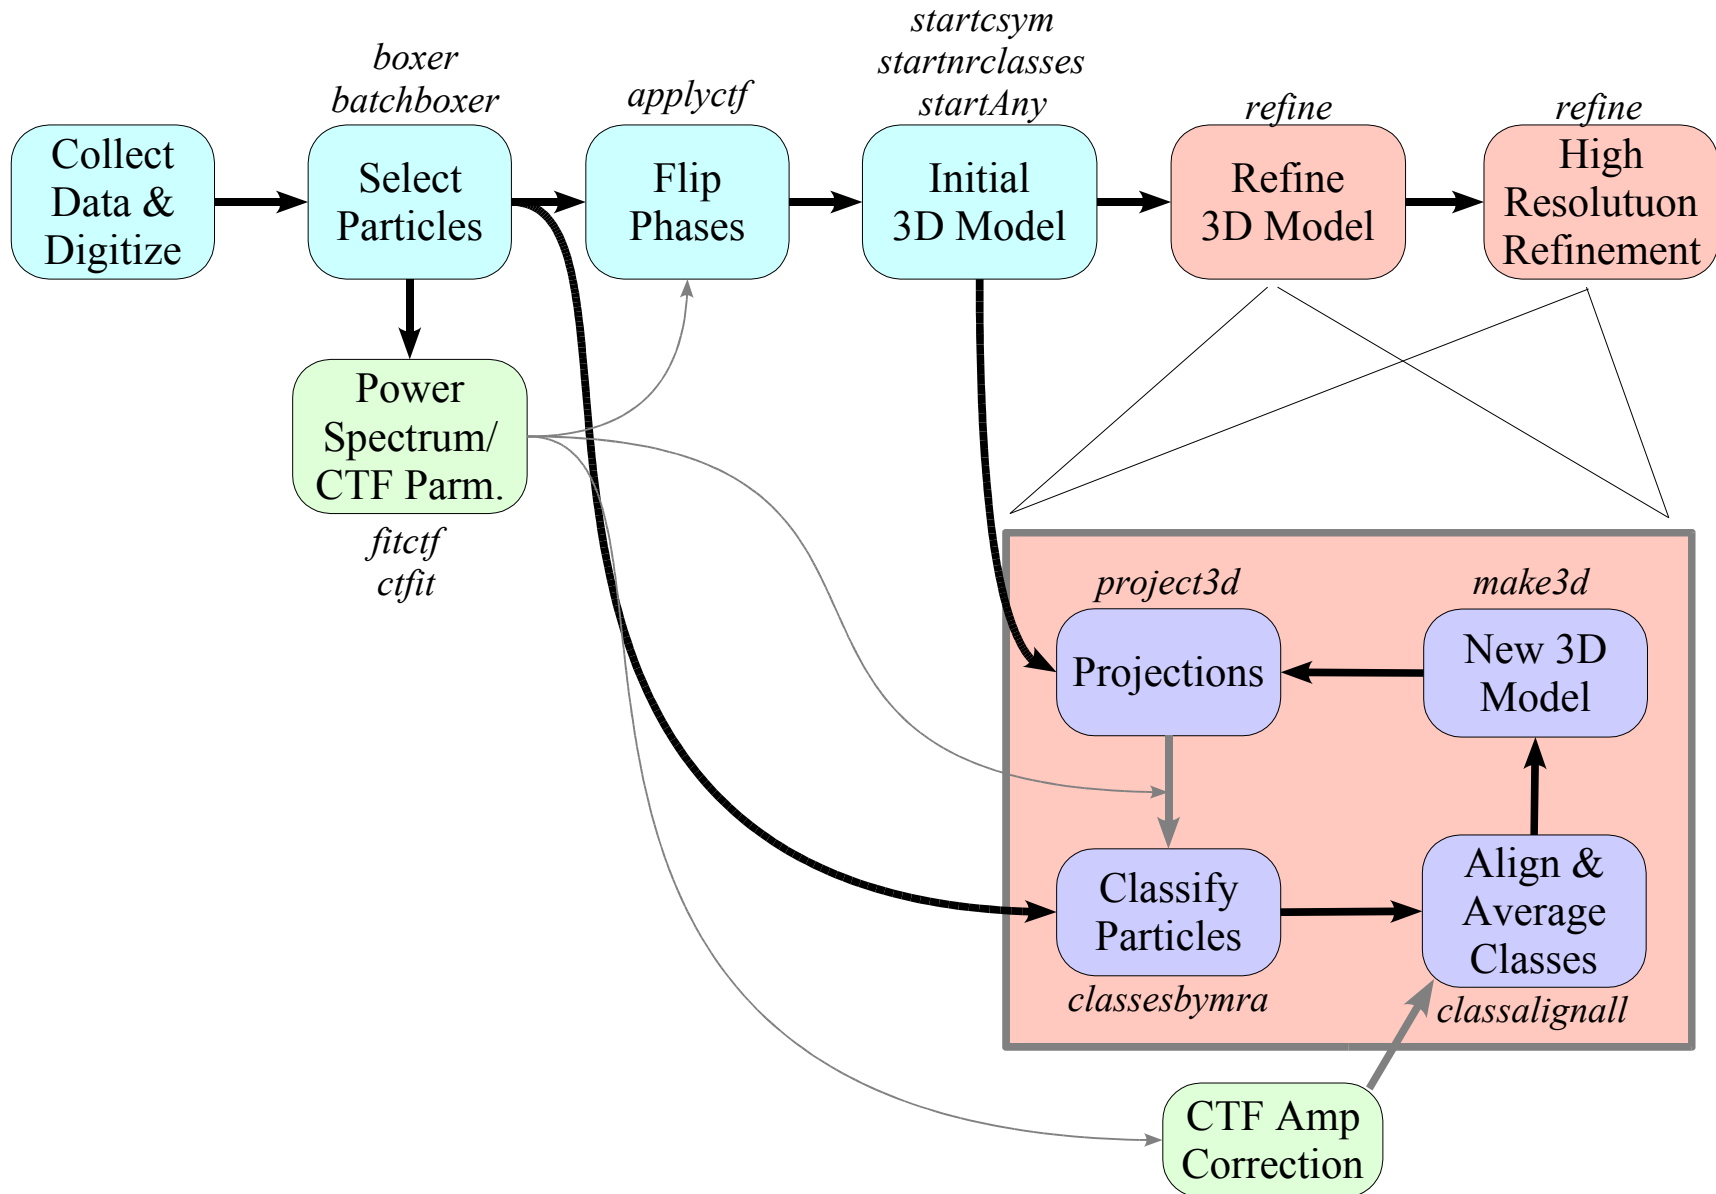 startcsym
startnrclasses
startAny
boxer
batchboxer
applyctf
refine
refine
Collect
Data &
Digitize
Select
Particles
Flip
Phases
Initial
3D Model
Refine
3D Model
High
Resolutuon
Refinement
Power
Spectrum/
CTF Parm.
fitctf
ctfit
project3d
make3d
Projections
New 3D
Model
Classify
Particles
Align &
Average
Classes
classesbymra
classalignall
CTF Amp
Correction